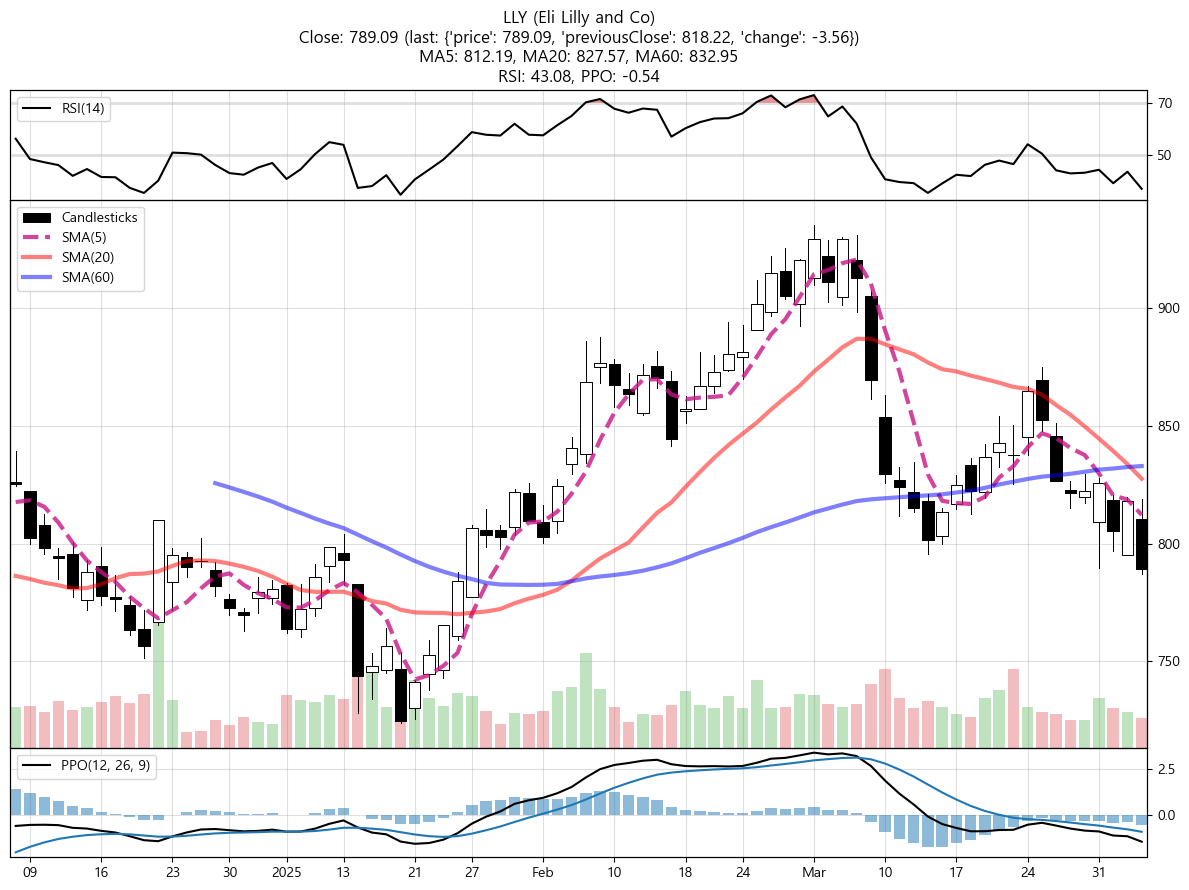 LLY (Eli Lilly and Co)
Close: 789.09 (last: {'price': 789.09, 'previousClose': 818.22, 'change': -3.56})
MA5: 812.19, MA20: 827.57, MA60: 832.95
RSI: 43.08, PPO: -0.54
RSI(14)
70
50
Candlesticks
SMA(5)
SMA(20)
SMA(60)
900
850
800
750
PPO(12, 26, 9)
2.5
0.0
09 16 23 30 2025 13 21 27 Feb 10 18 24 Mar 10 17 24 31